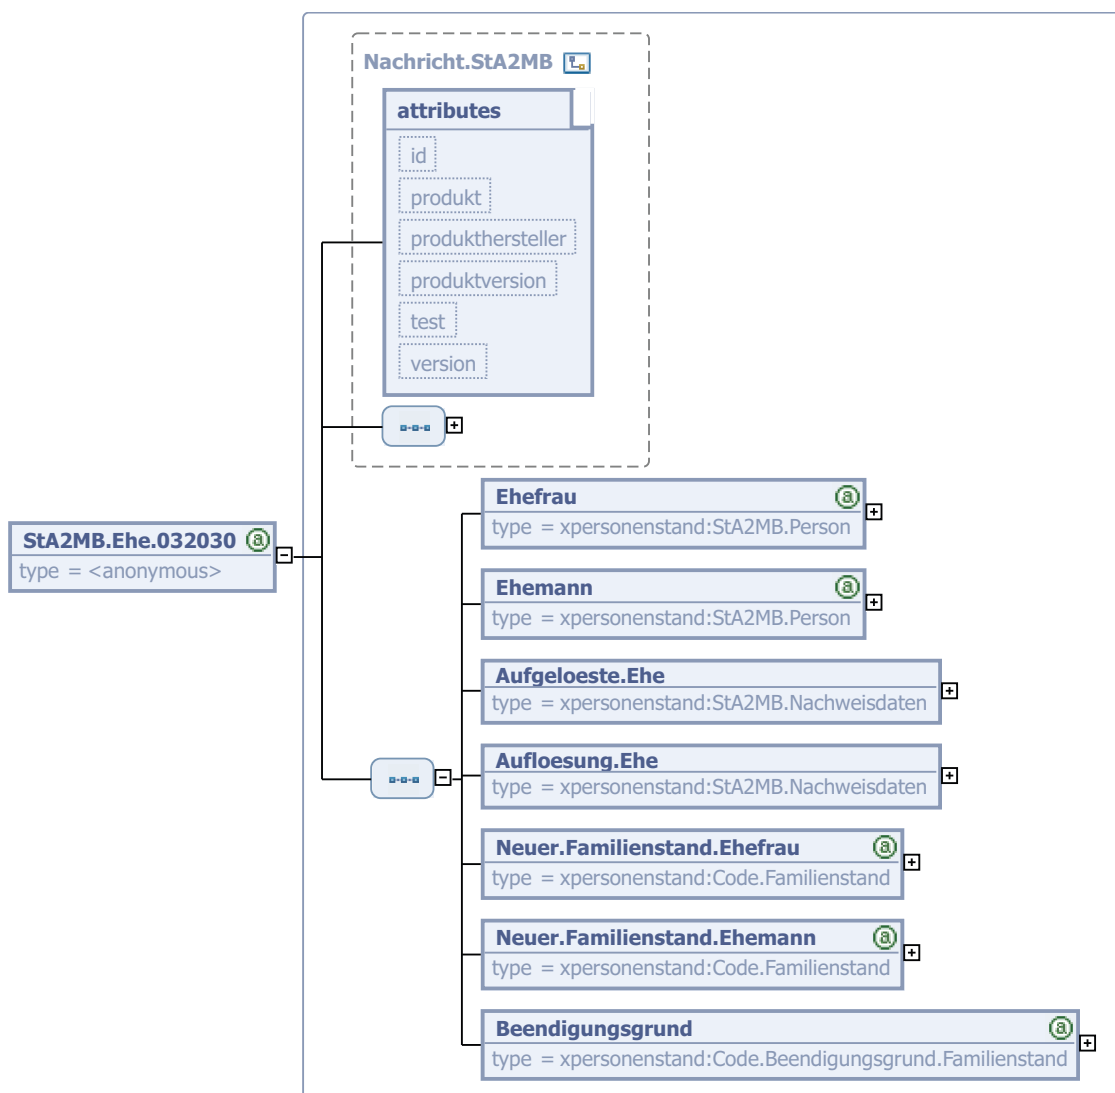 Nachricht.StA2MB
attributes
id
produkt
produkthersteller
produktversion
test
version
StA2MB.Ehe.032030 @
type = <anonymous>
Ehefrau @
type = xpersonenstand:StA2MB.Person
Ehemann @
type = xpersonenstand:StA2MB.Person
Aufgeloeste.Ehe
type = xpersonenstand:StA2MB.Nachweisdaten
Aufloesung.Ehe
type = xpersonenstand:StA2MB.Nachweisdaten
Neuer.Familienstand.Ehefrau @
type = xpersonenstand:Code.Familienstand
Neuer.Familienstand.Ehemann @
type = xpersonenstand:Code.Familienstand
Beendigungsgrund @
type = xpersonenstand:Code.Beendigungsgrund.Familienstand